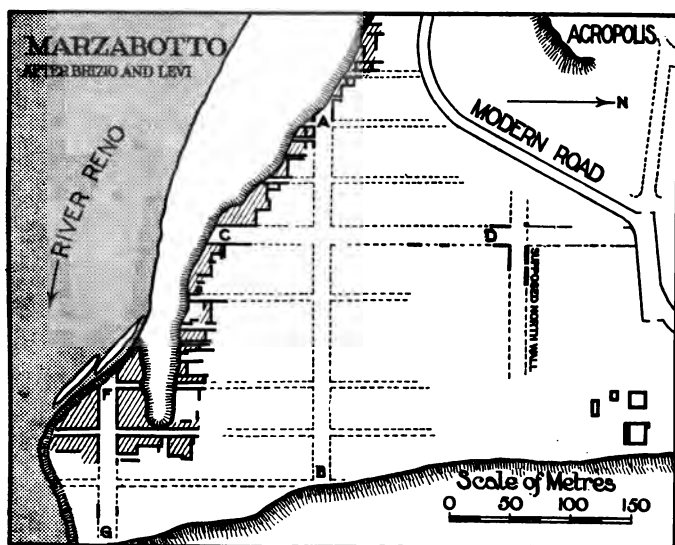 MARZABOTTO
AFTER BRIZIO AND LEVI
ACROPOLIS
N
MODERN ROAD
RIVER RENO
A
C
D
SUPPOSED NORTH WALL
F
B
G
Scale of Metres
0 50 100 150